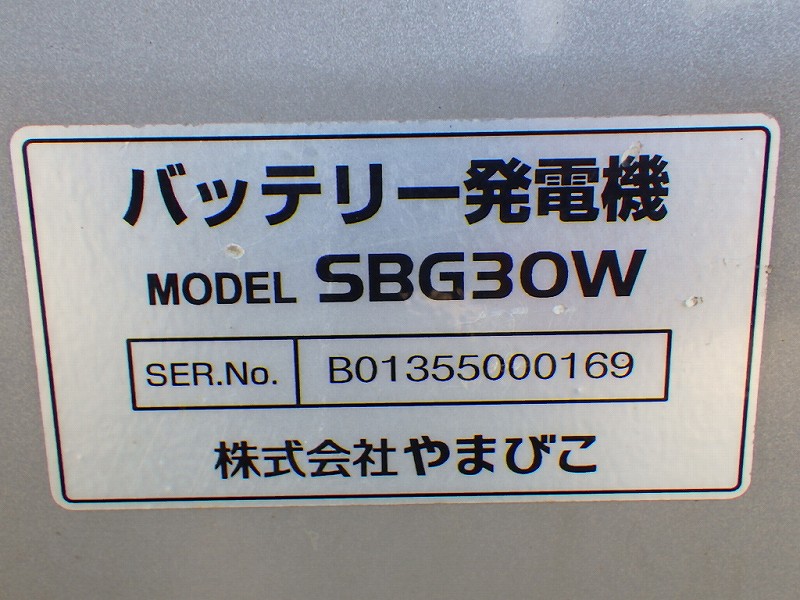 バッテリー発電機
MODEL SBG30W
SER.No. B01355000169
株式会社やまびこ